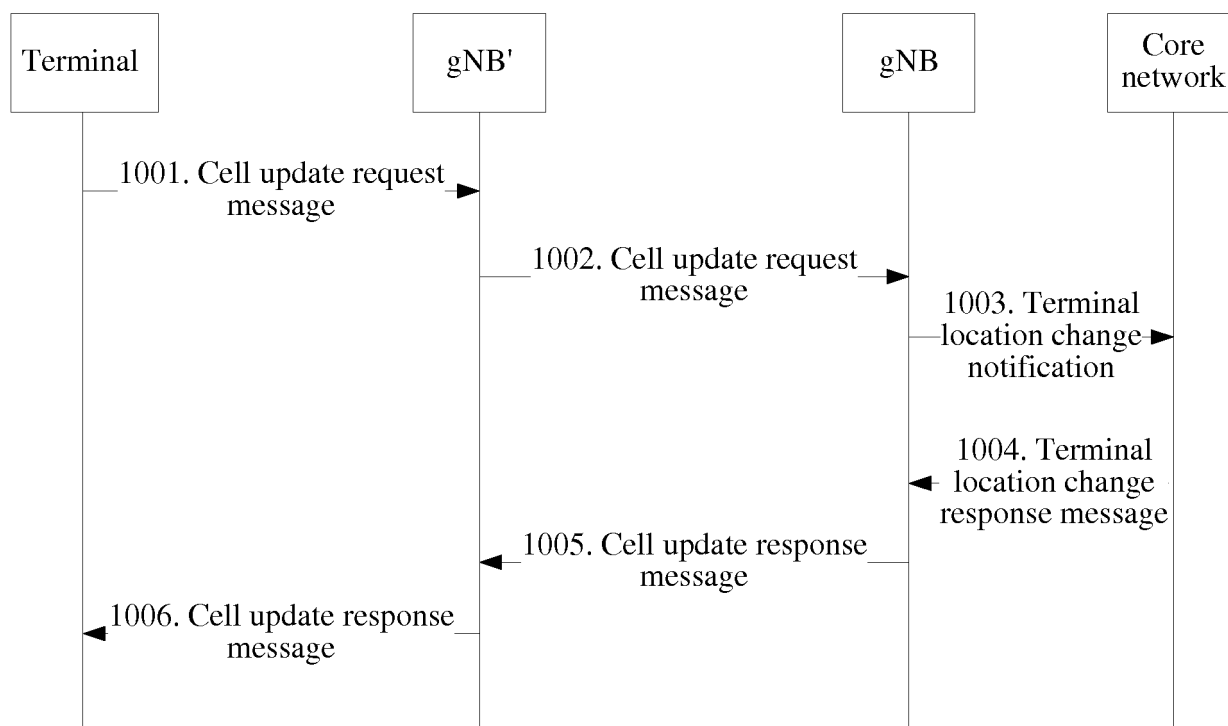 Terminal
gNB'
gNB
Core
network
1001. Cell update request
message
1002. Cell update request
message
1003. Terminal
location change
notification
1004. Terminal
location change
response message
1005. Cell update response
message
1006. Cell update response
message